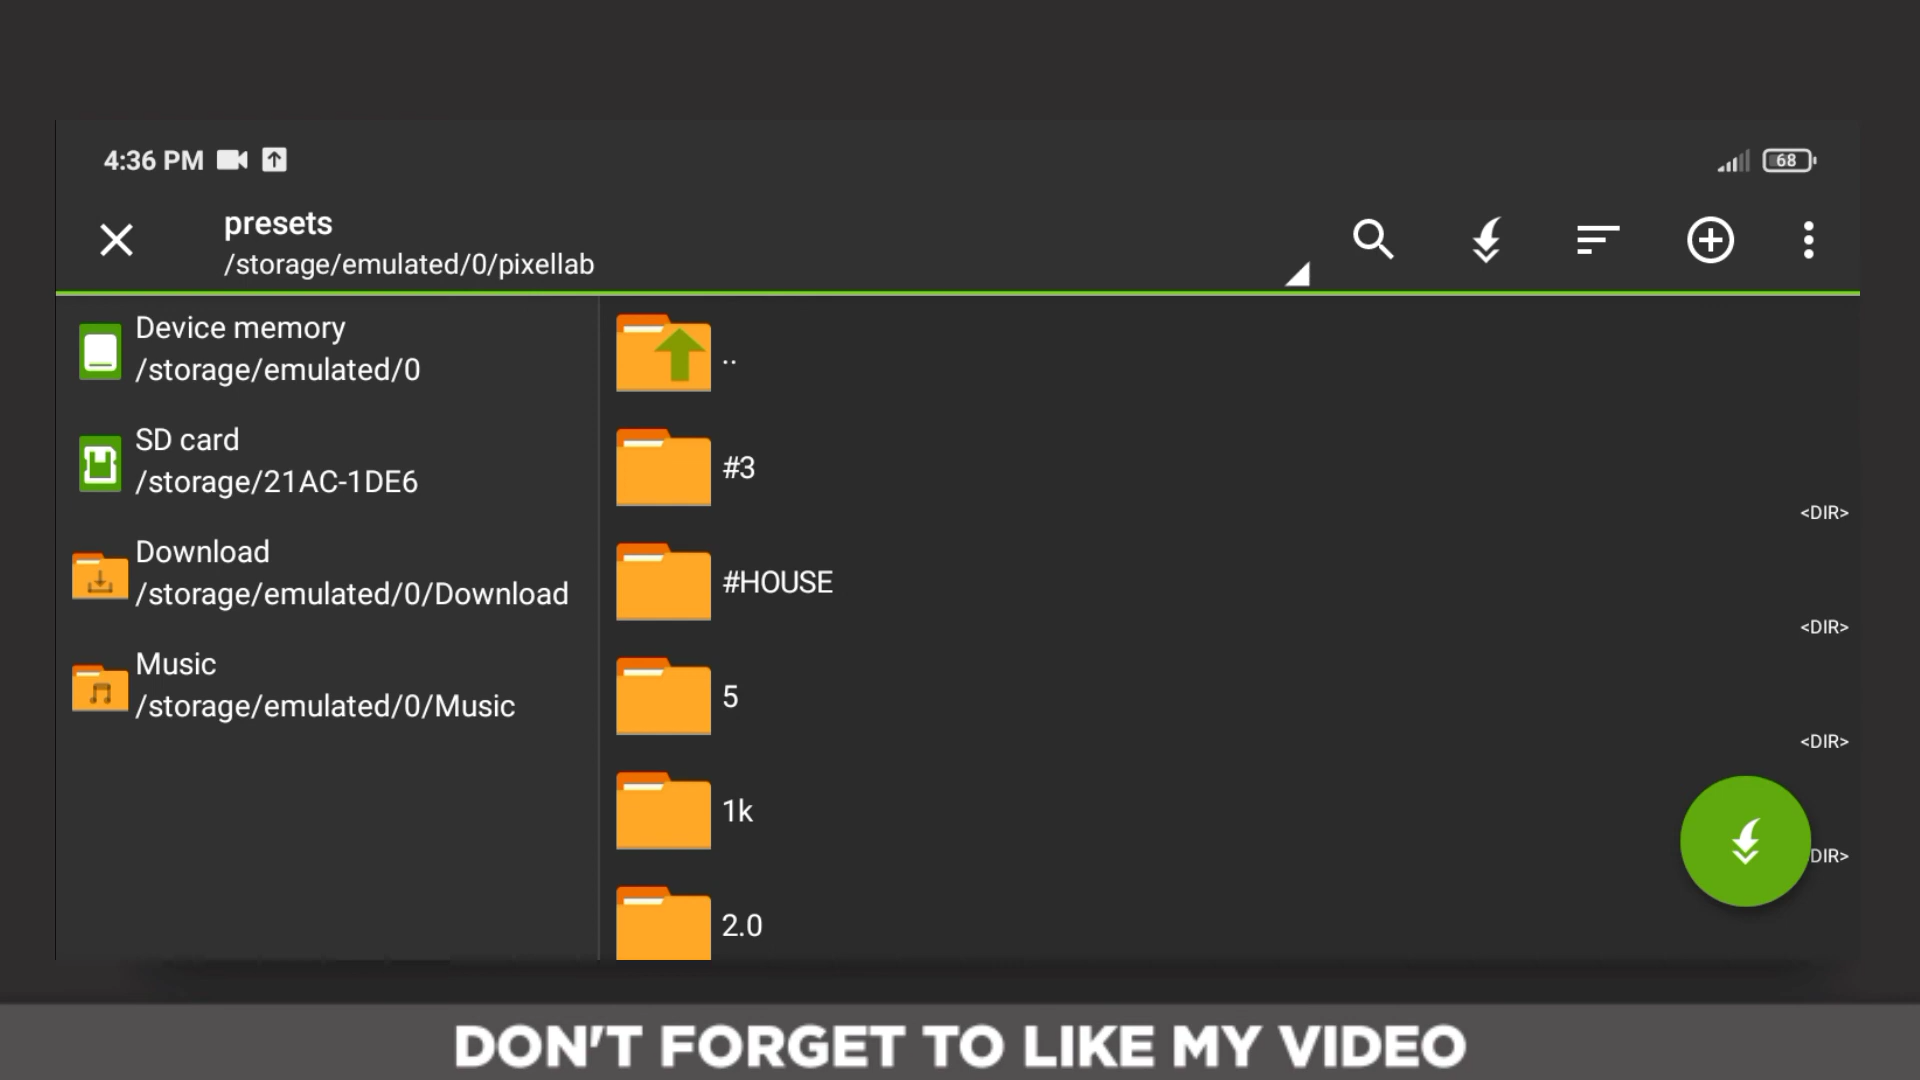 4:36 PM
68
presets
/storage/emulated/0/pixellab
Device memory
/storage/emulated/0
SD card
/storage/21AC-1DE6
Download
/storage/emulated/0/Download
Music
/storage/emulated/0/Music
..
#3
<DIR>
#HOUSE
<DIR>
5
<DIR>
1k
DIR>
2.0
DON'T FORGET TO LIKE MY VIDEO